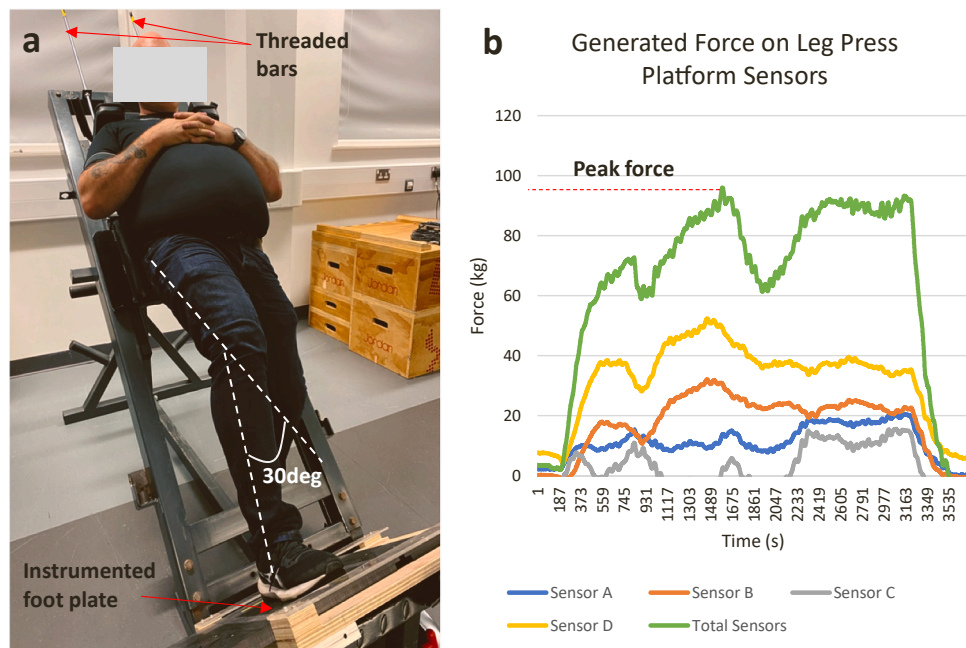 a
Threaded
bars
Jordan
Jordan
30deg
Instrumented
foot plate
b
Generated Force on Leg Press
Platform Sensors
Peak force
Force (kg)
120
100
80
60
40
20
0
1
187
373
559
745
931
1117
1303
1489
1675
1861
2047
2233
2419
2605
2791
2977
3163
3349
3535
Time (s)
Sensor A
Sensor B
Sensor C
Sensor D
Total Sensors